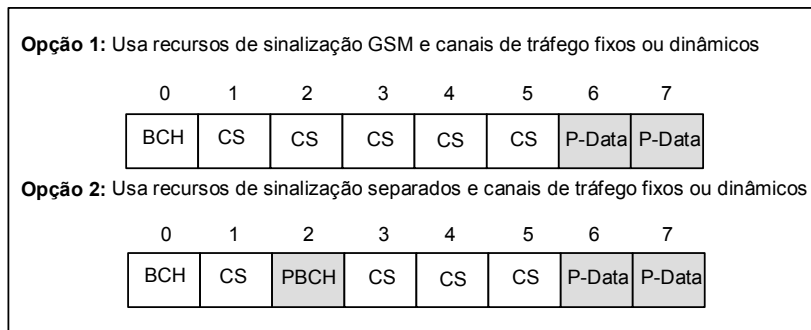 Opção 1: Usa recursos de sinalização GSM e canais de tráfego fixos ou dinâmicos
0 1 2 3 4 5 6 7
BCH CS CS CS CS CS P-Data P-Data
Opção 2: Usa recursos de sinalização separados e canais de tráfego fixos ou dinâmicos
0 1 2 3 4 5 6 7
BCH CS PBCH CS CS CS P-Data P-Data